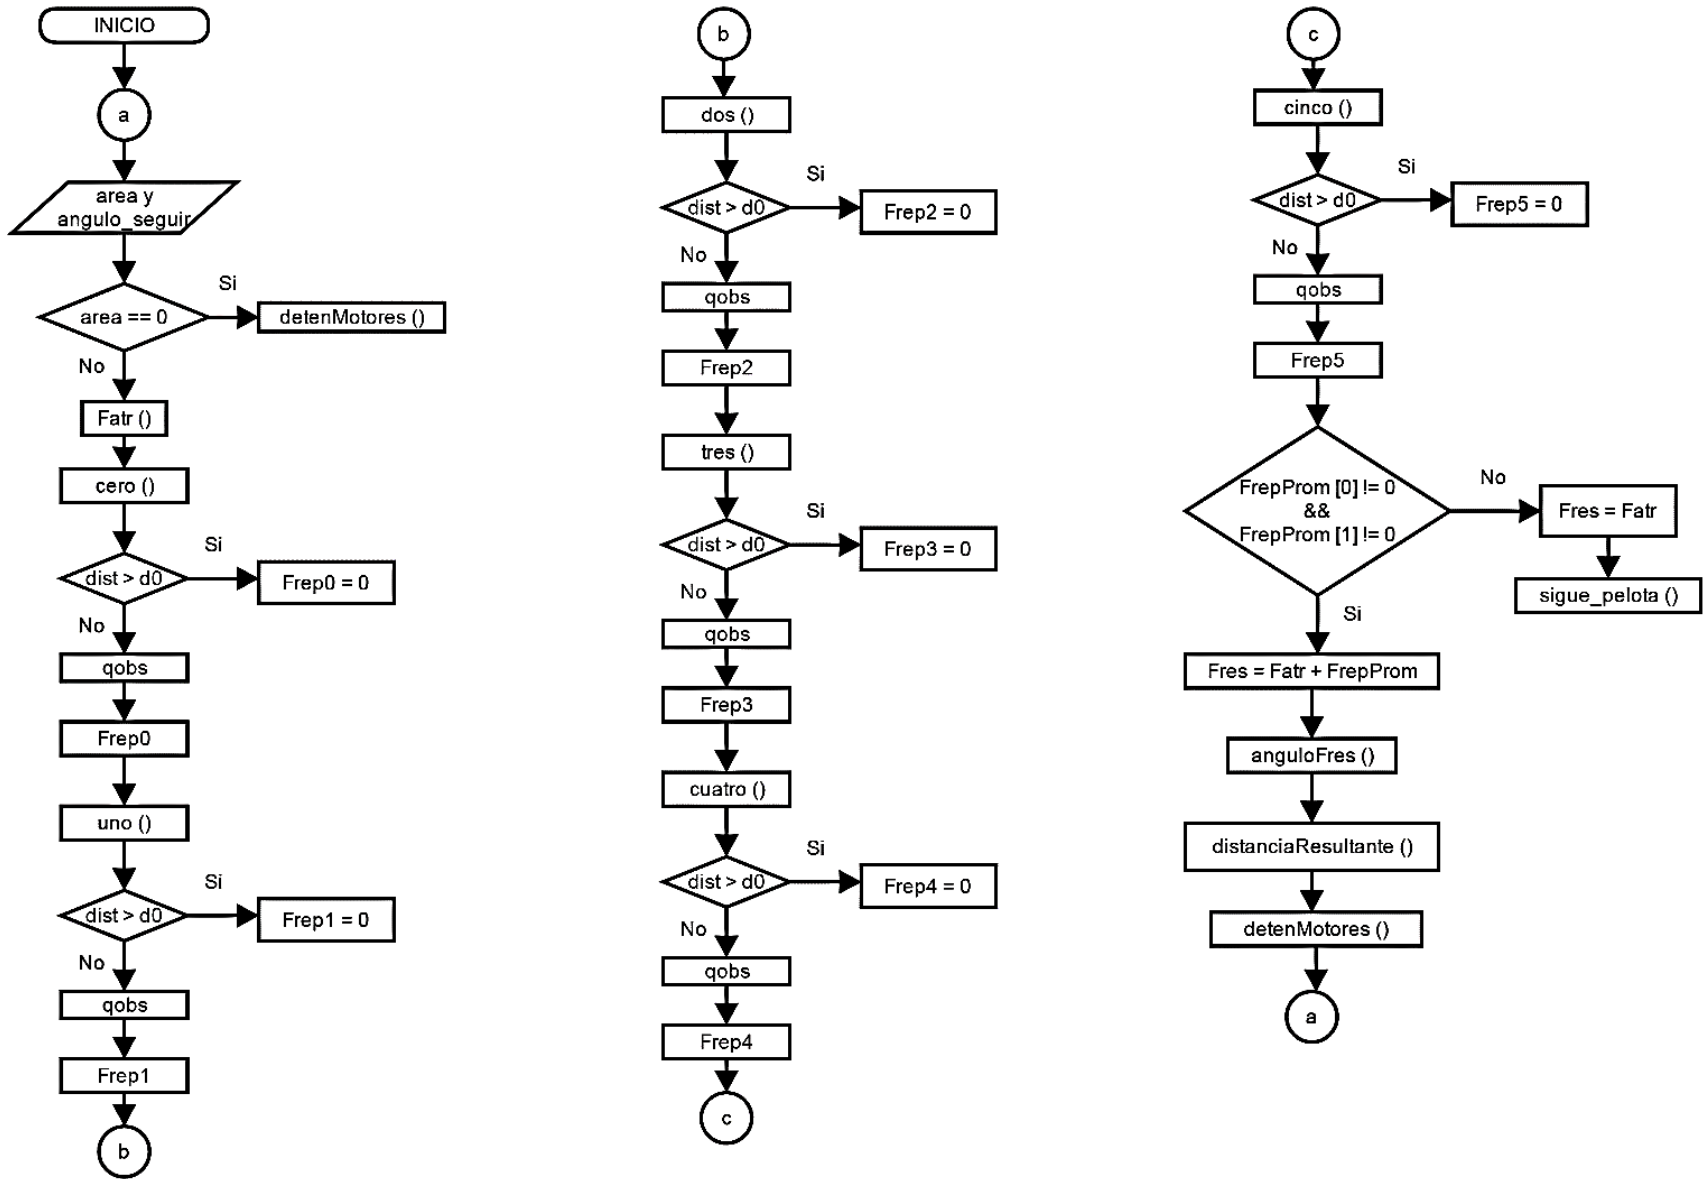 INICIO
a
area y
angulo_seguir
Si
area == 0
detenMotores ()
No
Fatr ()
cero ()
Si
dist > d0
Frep0 = 0
No
qobs
Frep0
uno ()
Si
dist > d0
Frep1 = 0
No
qobs
Frep1
b
b
dos ()
Si
dist > d0
Frep2 = 0
No
qobs
Frep2
tres ()
Si
dist > d0
Frep3 = 0
No
qobs
Frep3
cuatro ()
Si
dist > d0
Frep4 = 0
No
qobs
Frep4
c
c
cinco ()
Si
dist > d0
Frep5 = 0
No
qobs
Frep5
FrepProm [0] != 0
&&
FrepProm [1] != 0
No
Fres = Fatr
sigue_pelota ()
Si
Fres = Fatr + FrepProm
anguloFres ()
distanciaResultante ()
detenMotores ()
a